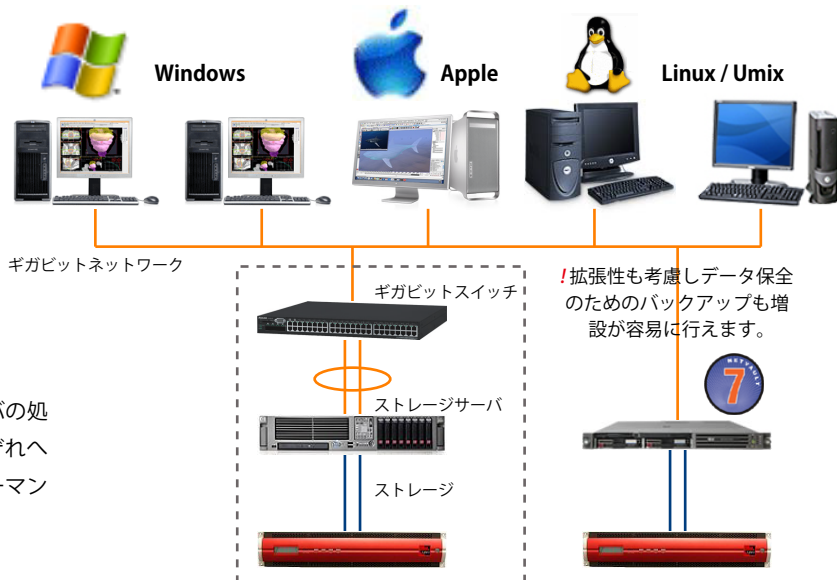 Windows
Apple
Linux / Umix
ギガビットネットワーク
!拡張性も考慮しデータ保全
のためのバックアップも増
設が容易に行えます。
ギガビットスイッチ
NETVAULT
7
バの処
ぞれへ
ーマン
ストレージサーバ
ストレージ